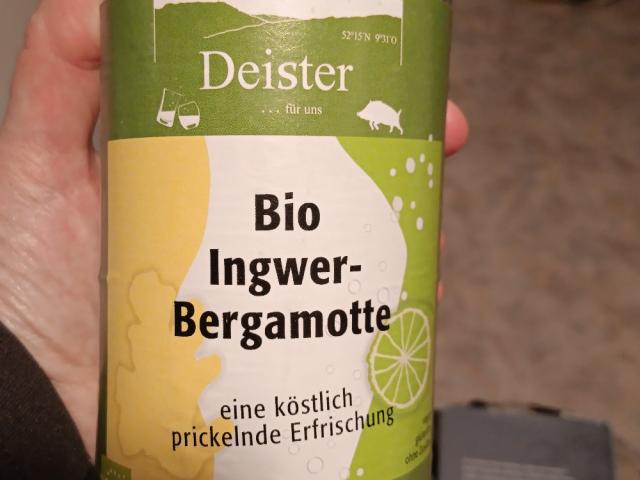 52°15'N 9°31'O
Deister
... für uns
Bio
Ingwer-
Bergamotte
eine köstlich
prickelnde Erfrischung